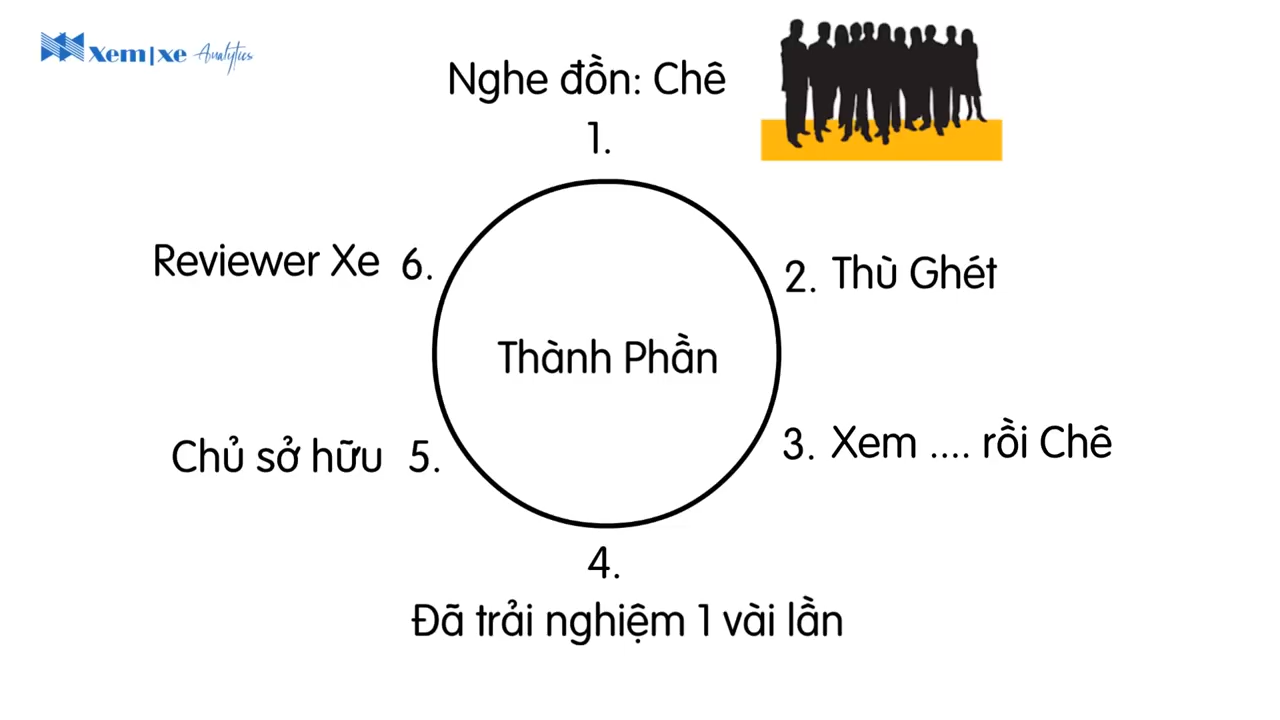 Xem|xe Analytics
Nghe đồn: Chê
1.
Reviewer Xe 6.
2. Thù Ghét
Thành Phần
3. Xem .... rồi Chê
Chủ sở hữu 5.
4.
Đã trải nghiệm 1 vài lần